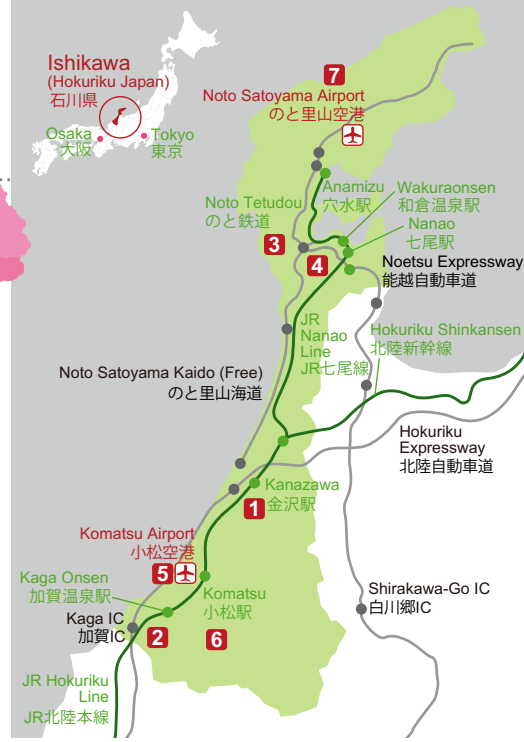 Ishikawa
(Hokuriku Japan)
石川県
Osaka
大阪
Tokyo
東京
7
Noto Satoyama Airport
のと里山空港
Anamizu
穴水駅
Wakuraonsen
和倉温泉駅
Noto Tetudou
のと鉄道
Nanao
七尾駅
3
4
Noetsu Expressway
能越自動車道
JR
Nanao
Line
JR七尾線
Hokuriku Shinkansen
北陸新幹線
Noto Satoyama Kaido (Free)
のと里山海道
Hokuriku
Expressway
北陸自動車道
Kanazawa
金沢駅
1
Komatsu Airport
小松空港
5
Kaga Onsen
加賀温泉駅
Komatsu
小松駅
Shirakawa-Go IC
白川郷IC
Kaga IC
加賀IC
2
6
JR Hokuriku
Line
JR北陸本線